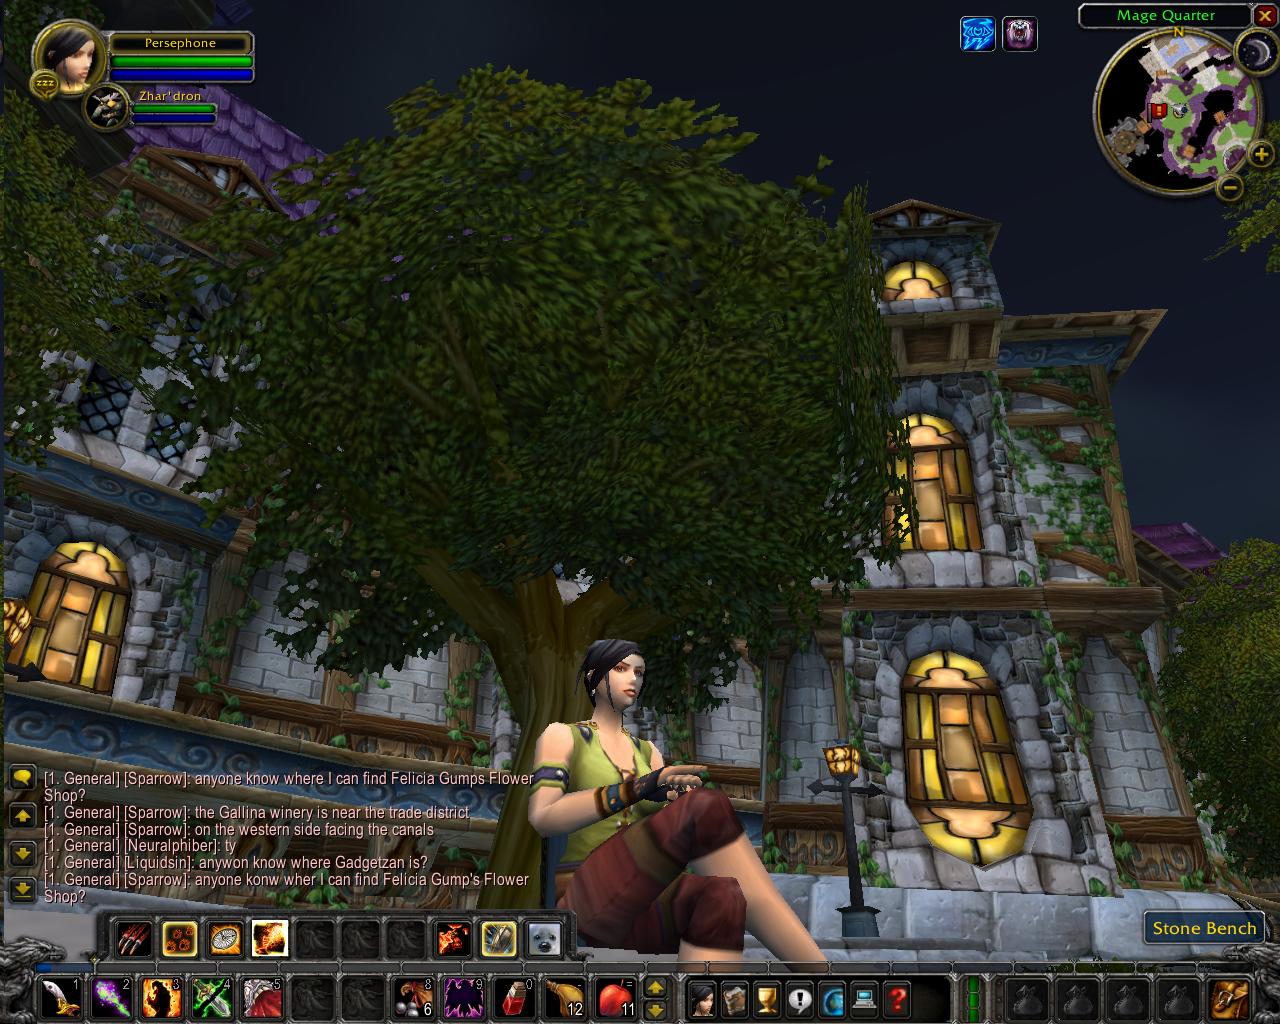 Persephone
zzz
Zhar'dron
Mage Quarter
N
[1. General] [Sparrow]: anyone know where I can find Felicia Gumps Flower
Shop?
[1. General] [Sparrow]: the Gallina winery is near the trade district
[1. General] [Sparrow]: on the western side facing the canals
[1. General] [Neuralphiber]: ty
[1. General] [Liquidsin]: anywon know where Gadgetzan is?
[1. General] [Sparrow]: anyone konw wher I can find Felicia Gump's Flower
Shop?
Stone Bench
1 2 3 4 5 8 9 0 - =
6 12 11